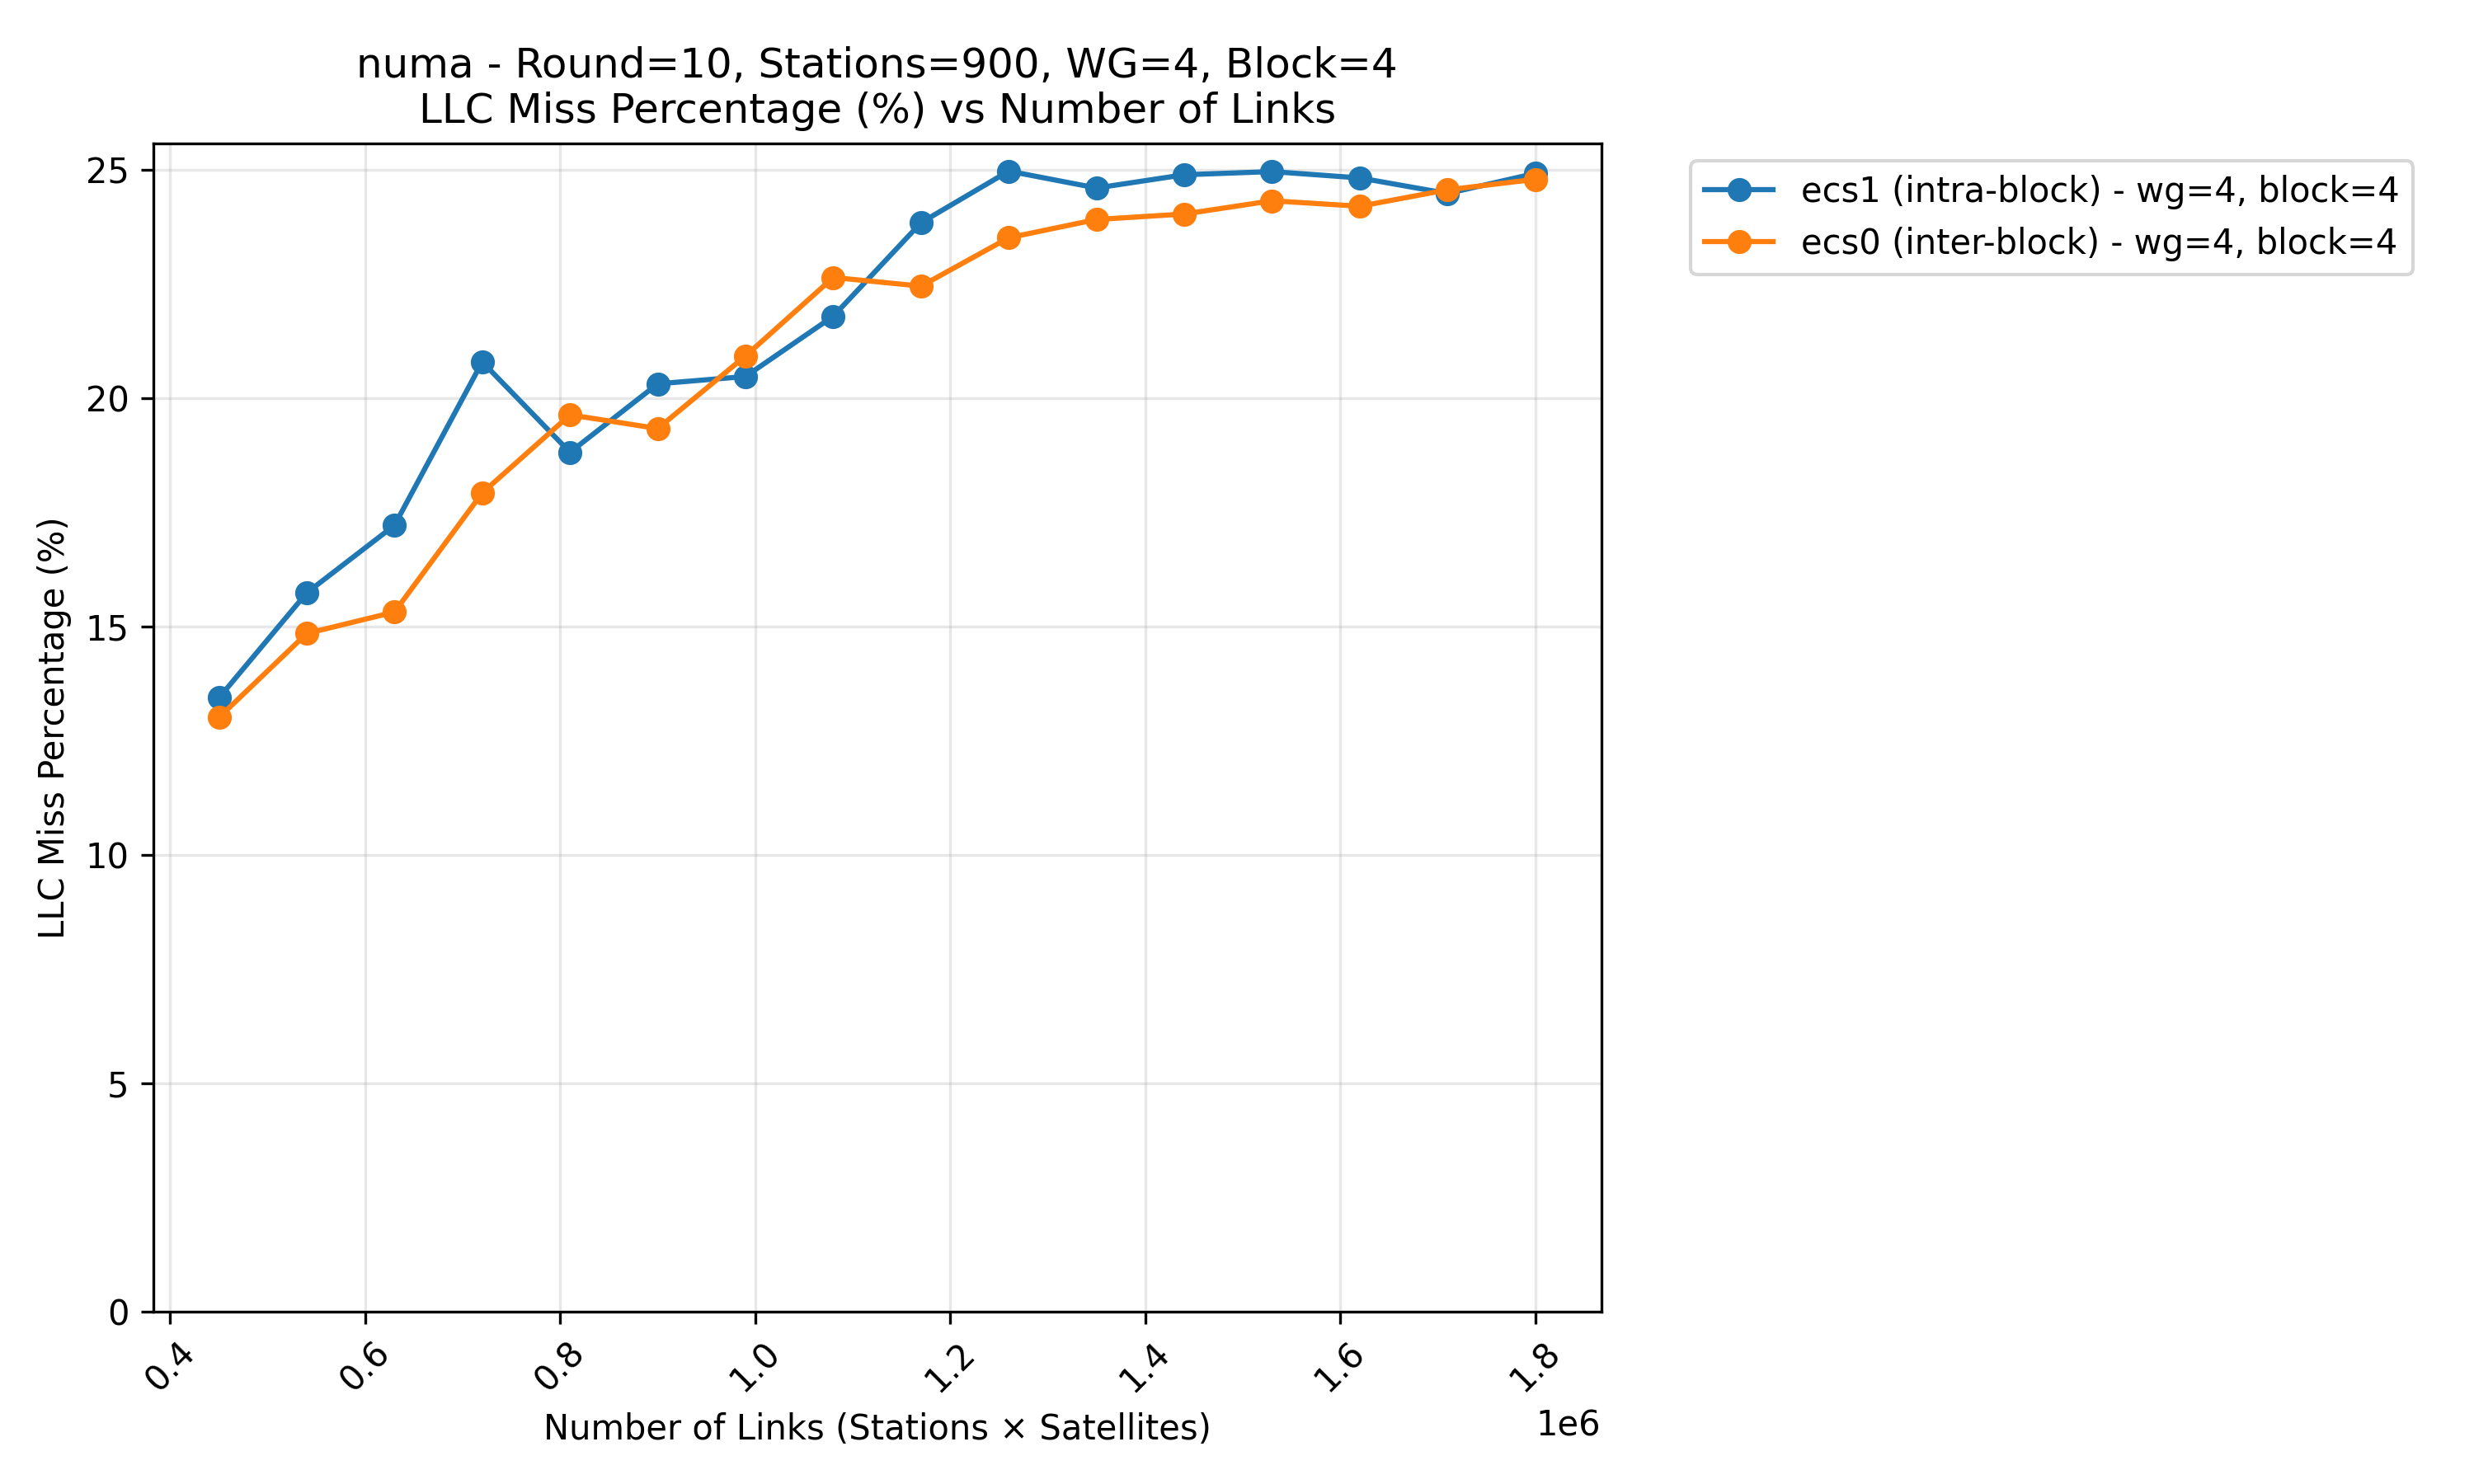 numa - Round=10, Stations=900, WG=4, Block=4
LLC Miss Percentage (%) vs Number of Links
ecs1 (intra-block) - wg=4, block=4
ecs0 (inter-block) - wg=4, block=4
LLC Miss Percentage (%)
25
20
15
10
5
0
0.4
0.6
0.8
1.0
1.2
1.4
1.6
1.8
1e6
Number of Links (Stations × Satellites)